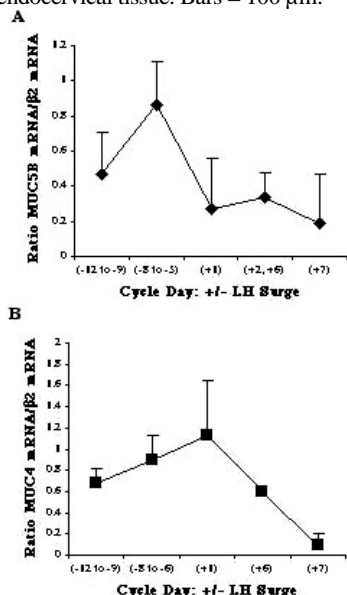 endocervical tissue. Bars = 100 µm.
A
Ratio MUC5B mRNA/β2 mRNA
1.2
1
0.8
0.6
0.4
0.2
0
(-12 to -9) (-8 to -5) (+1) (+2, +6) (+7)
Cycle Day: +/- LH Surge
B
Ratio MUC4 mRNA/β2 mRNA
2
1.8
1.6
1.4
1.2
1
0.8
0.6
0.4
0.2
0
(-12 to -9) (-8 to -6) (+1) (+6) (+7)
Cycle Day: +/- LH Surge